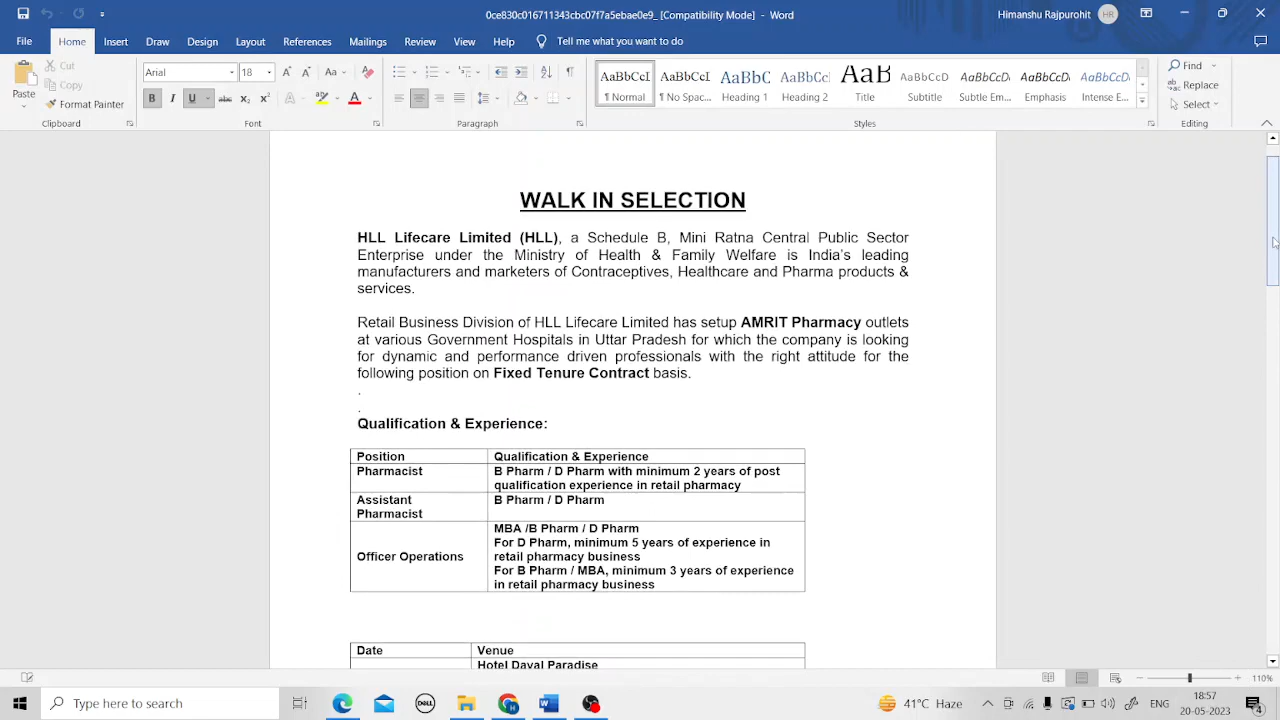 0ce830c016711343cbc07f7a5ebea0e9_ [Compatibility Mode] - Word
Himanshu Rajpurohit HR
File Home Insert Draw Design Layout References Mailings Review View Help Tell me what you want to do
Paste
Cut
Copy
Format Painter
Clipboard
Arial 18
Font
Paragraph
AaBbCcI AaBbCcI AaBbC AaBbCc AaB AaBbCcD AaBbCcD AaBbCcD AaBbCcD
¶ Normal ¶ No Spac... Heading 1 Heading 2 Title Subtitle Subtle Em... Emphasis Intense E...
Styles
Find
Replace
Select
Editing
WALK IN SELECTION
HLL Lifecare Limited (HLL), a Schedule B, Mini Ratna Central Public Sector
Enterprise under the Ministry of Health & Family Welfare is India's leading
manufacturers and marketers of Contraceptives, Healthcare and Pharma products &
services.
Retail Business Division of HLL Lifecare Limited has setup AMRIT Pharmacy outlets
at various Government Hospitals in Uttar Pradesh for which the company is looking
for dynamic and performance driven professionals with the right attitude for the
following position on Fixed Tenure Contract basis.
.
.
Qualification & Experience:
Position Qualification & Experience
Pharmacist B Pharm / D Pharm with minimum 2 years of post
qualification experience in retail pharmacy
Assistant B Pharm / D Pharm
Pharmacist
MBA /B Pharm / D Pharm
For D Pharm, minimum 5 years of experience in
Officer Operations retail pharmacy business
For B Pharm / MBA, minimum 3 years of experience
in retail pharmacy business
Date Venue
Hotel Dayal Paradise
110%
Type here to search
DELL
41°C Haze
ENG
18:57
20-05-2023
4